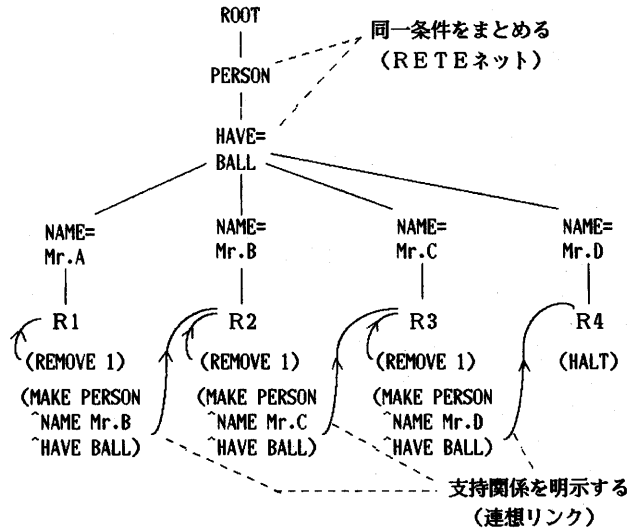 ROOT
同一条件をまとめる
(RETEネット)
PERSON
HAVE=
BALL
NAME=
Mr.A
NAME=
Mr.B
NAME=
Mr.C
NAME=
Mr.D
R1
R2
R3
R4
(REMOVE 1)
(REMOVE 1)
(REMOVE 1)
(HALT)
(MAKE PERSON
^NAME Mr.B
^HAVE BALL)
(MAKE PERSON
^NAME Mr.C
^HAVE BALL)
(MAKE PERSON
^NAME Mr.D
^HAVE BALL)
支持関係を明示する
(連想リンク)